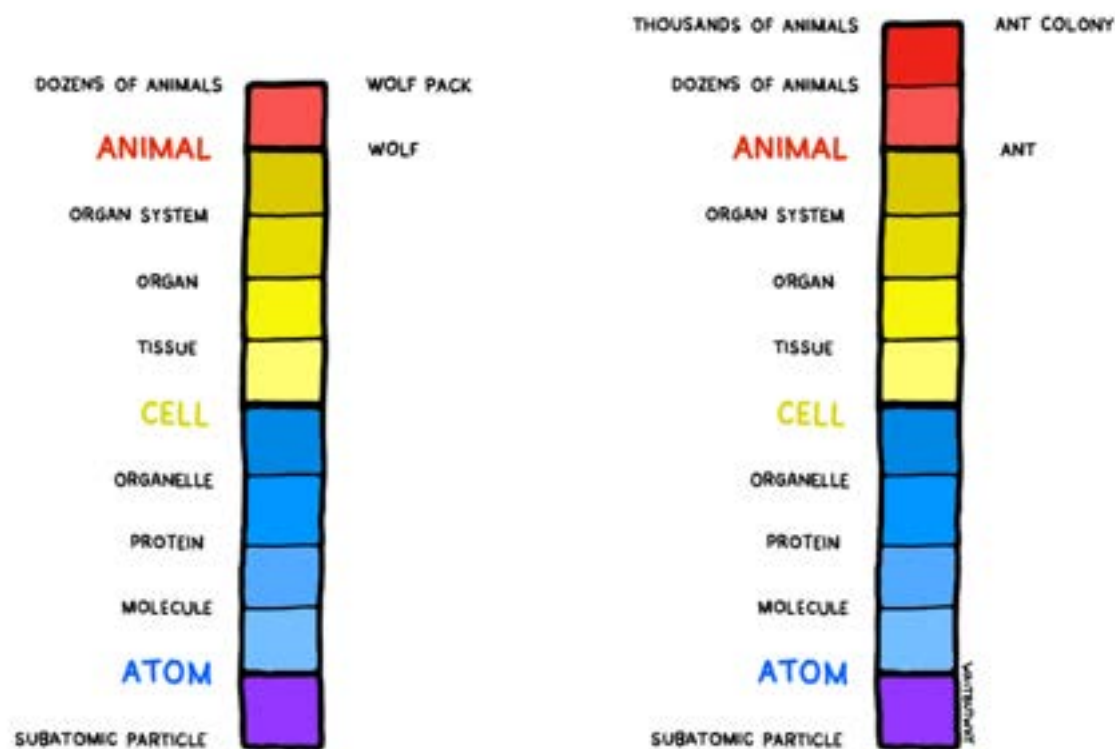 DOZENS OF ANIMALS
WOLF PACK
ANIMAL
WOLF
ORGAN SYSTEM
ORGAN
TISSUE
CELL
ORGANELLE
PROTEIN
MOLECULE
ATOM
SUBATOMIC PARTICLE
THOUSANDS OF ANIMALS
ANT COLONY
DOZENS OF ANIMALS
ANIMAL
ANT
ORGAN SYSTEM
ORGAN
TISSUE
CELL
ORGANELLE
PROTEIN
MOLECULE
ATOM
SUBATOMIC PARTICLE